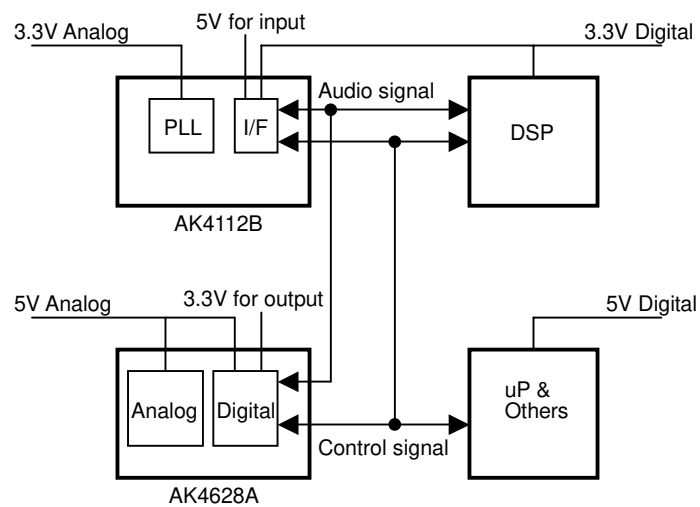 5V for input
3.3V Analog
3.3V Digital
Audio signal
PLL
I/F
DSP
AK4112B
5V Analog
3.3V for output
5V Digital
Analog
Digital
uP &
Others
Control signal
AK4628A